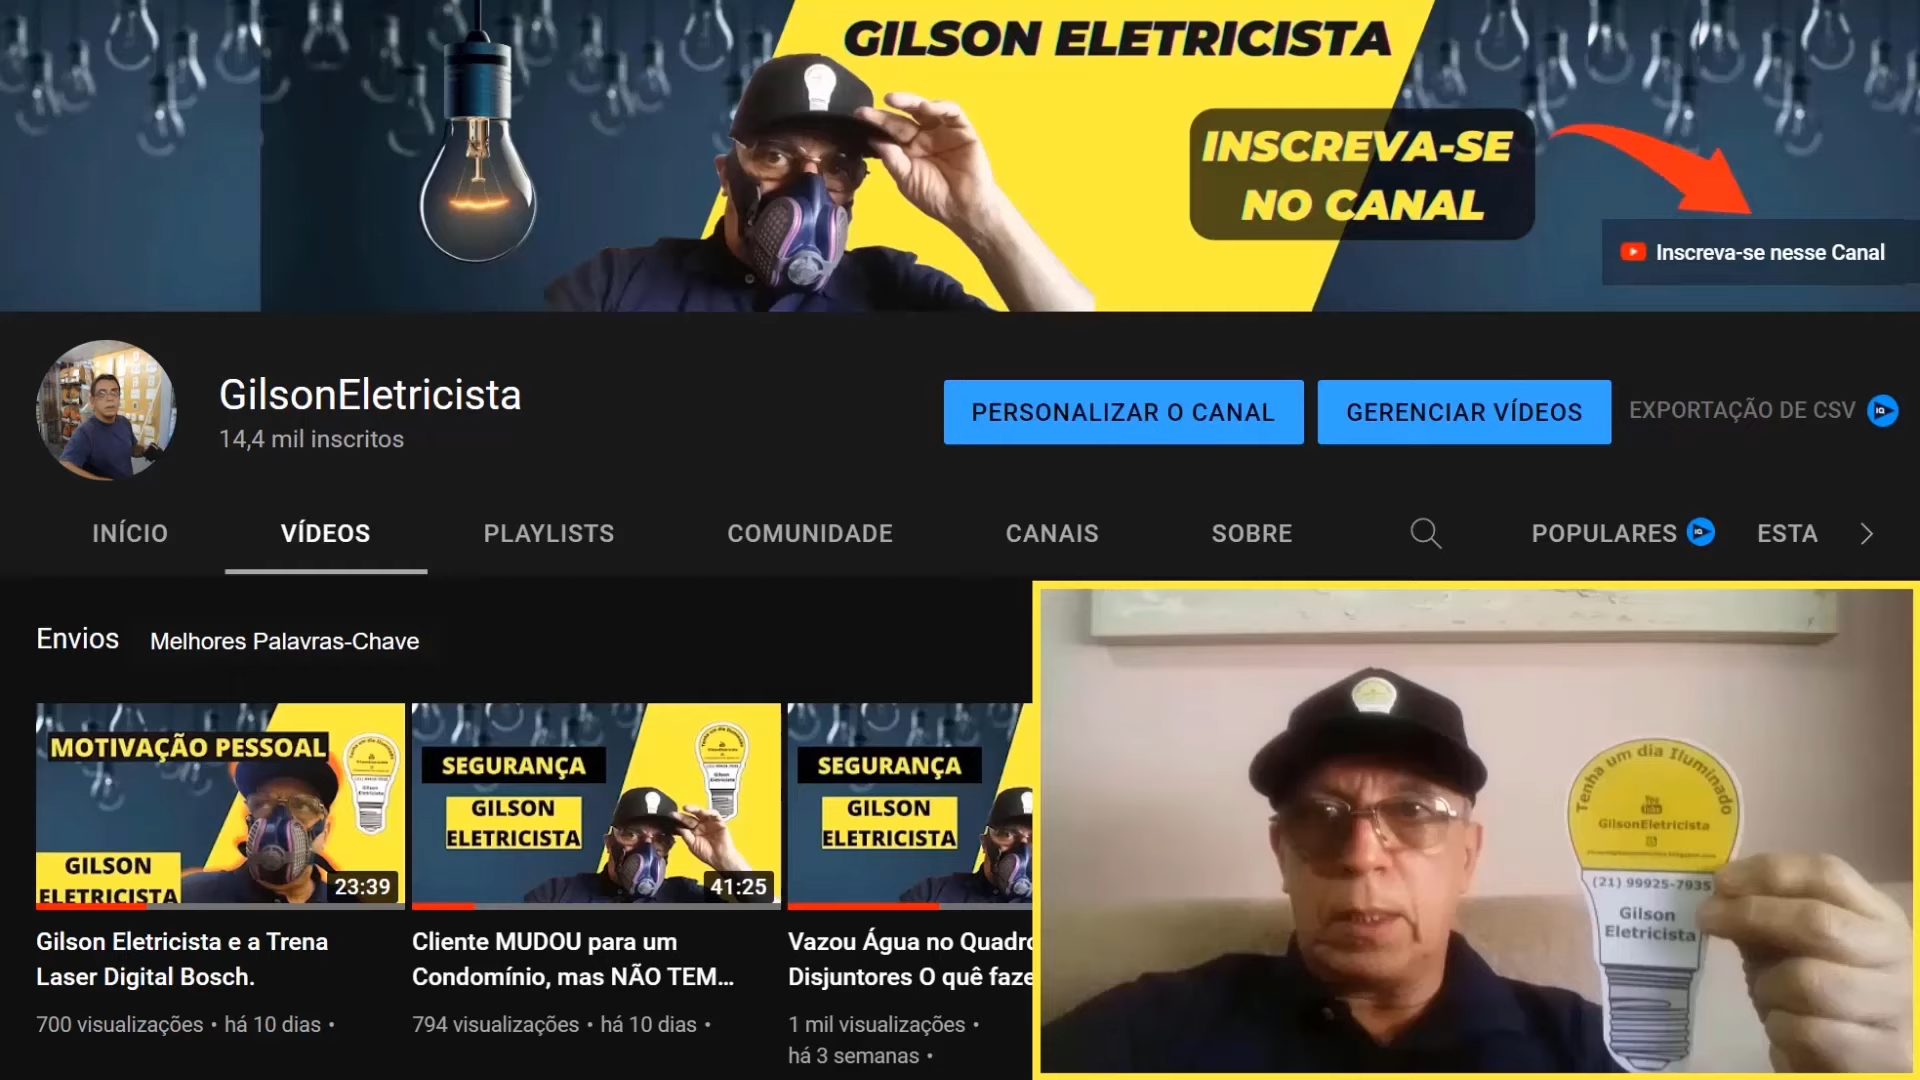 GILSON ELETRICISTA
INSCREVA-SE
NO CANAL
Inscreva-se nesse Canal
GilsonEletricista
14,4 mil inscritos
PERSONALIZAR O CANAL
GERENCIAR VÍDEOS
EXPORTAÇÃO DE CSV
INÍCIO
VÍDEOS
PLAYLISTS
COMUNIDADE
CANAIS
SOBRE
POPULARES
ESTA
Envios
Melhores Palavras-Chave
MOTIVAÇÃO PESSOAL
GILSON
ELETRICISTA
23:39
Gilson Eletricista e a Trena
Laser Digital Bosch.
700 visualizações • há 10 dias •
SEGURANÇA
GILSON
ELETRICISTA
41:25
Cliente MUDOU para um
Condomínio, mas NÃO TEM...
794 visualizações • há 10 dias •
SEGURANÇA
GILSON
ELETRICISTA
Vazou Água no Quadro
Disjuntores O quê faze
1 mil visualizações •
há 3 semanas •
Tenha um dia Iluminado
You
Tube
GilsonEletricista
(21) 99925-7935
Gilson
Eletricista